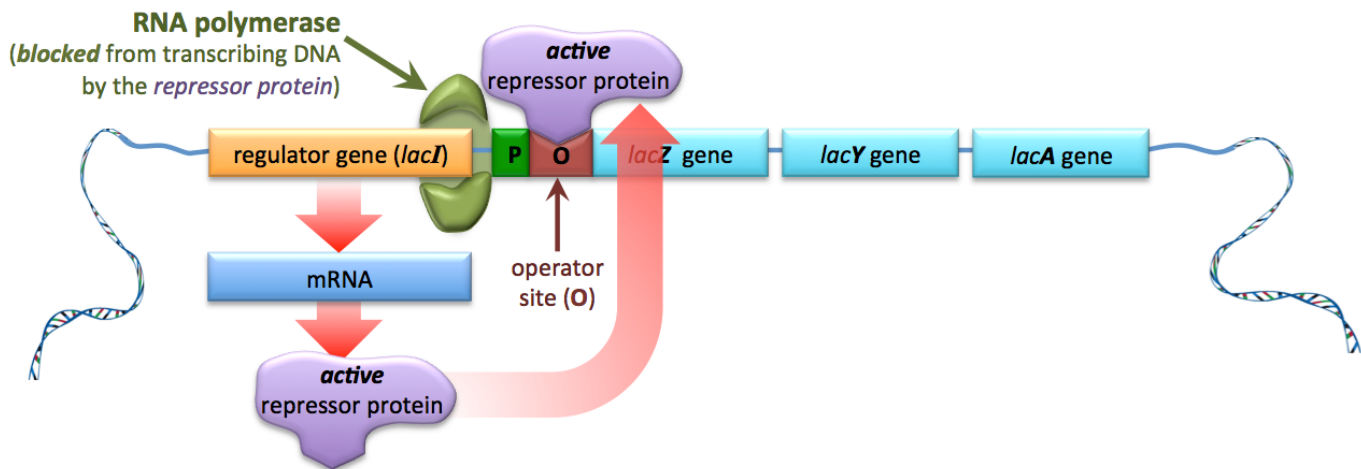 RNA polymerase
(blocked from transcribing DNA
by the repressor protein)
active
repressor protein
regulator gene (lacI)
P
O
lacZ gene
lacY gene
lacA gene
mRNA
operator
site (O)
active
repressor protein